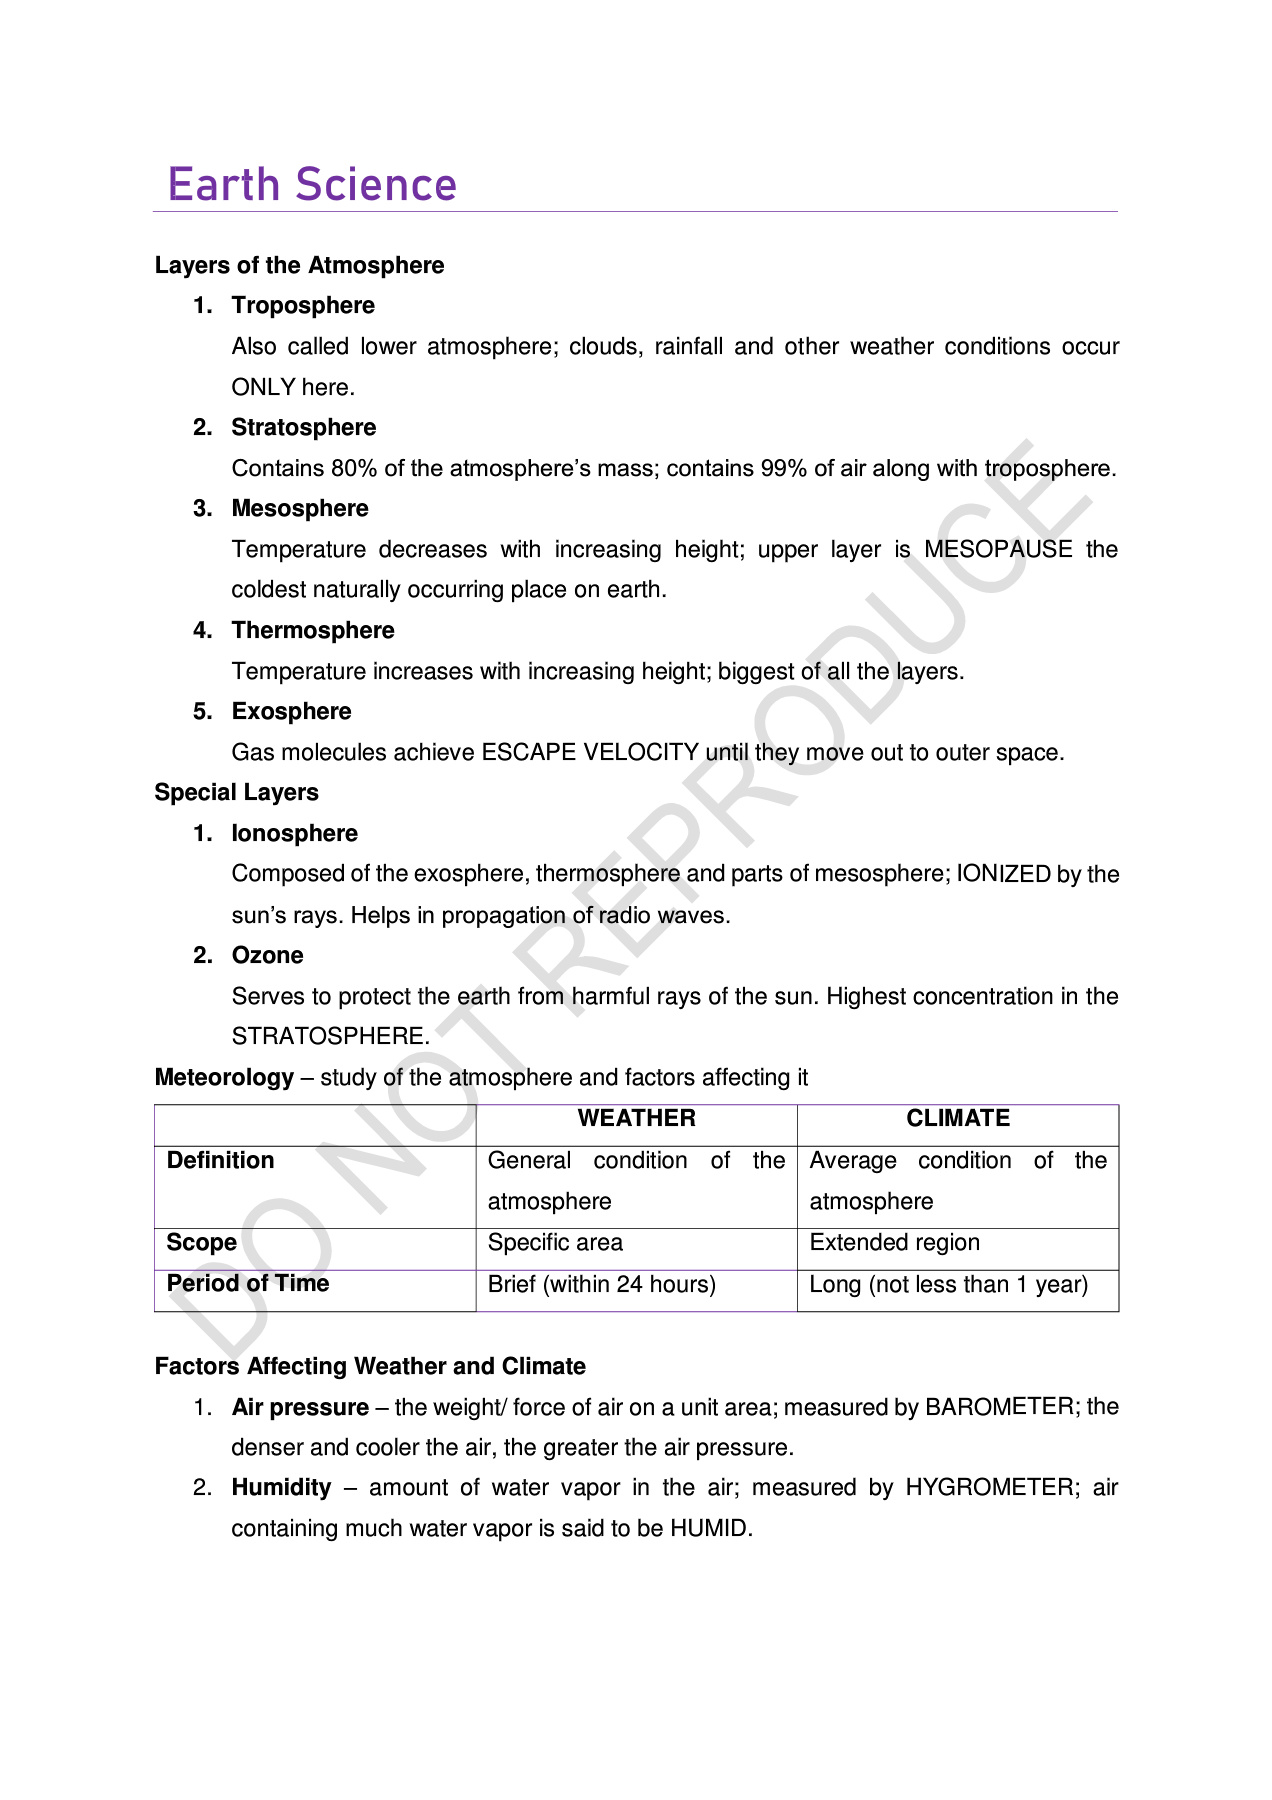 Earth Science
Layers of the Atmosphere
1. Troposphere
Also called lower atmosphere; clouds, rainfall and other weather conditions occur
ONLY here.
2. Stratosphere
Contains 80% of the atmosphere’s mass; contains 99% of air along with troposphere.
3. Mesosphere
Temperature decreases with increasing height; upper layer is MESOPAUSE the
coldest naturally occurring place on earth.
4. Thermosphere
Temperature increases with increasing height; biggest of all the layers.
5. Exosphere
Gas molecules achieve ESCAPE VELOCITY until they move out to outer space.
Special Layers
1. Ionosphere
Composed of the exosphere, thermosphere and parts of mesosphere; IONIZED by the
sun’s rays. Helps in propagation of radio waves.
2. Ozone
Serves to protect the earth from harmful rays of the sun. Highest concentration in the
STRATOSPHERE.
Meteorology – study of the atmosphere and factors affecting it
WEATHER CLIMATE
Definition General condition of the Average condition of the
atmosphere atmosphere
Scope Specific area Extended region
Period of Time Brief (within 24 hours) Long (not less than 1 year)
Factors Affecting Weather and Climate
1. Air pressure – the weight/ force of air on a unit area; measured by BAROMETER; the
denser and cooler the air, the greater the air pressure.
2. Humidity – amount of water vapor in the air; measured by HYGROMETER; air
containing much water vapor is said to be HUMID.
DO NOT REPRODUCE